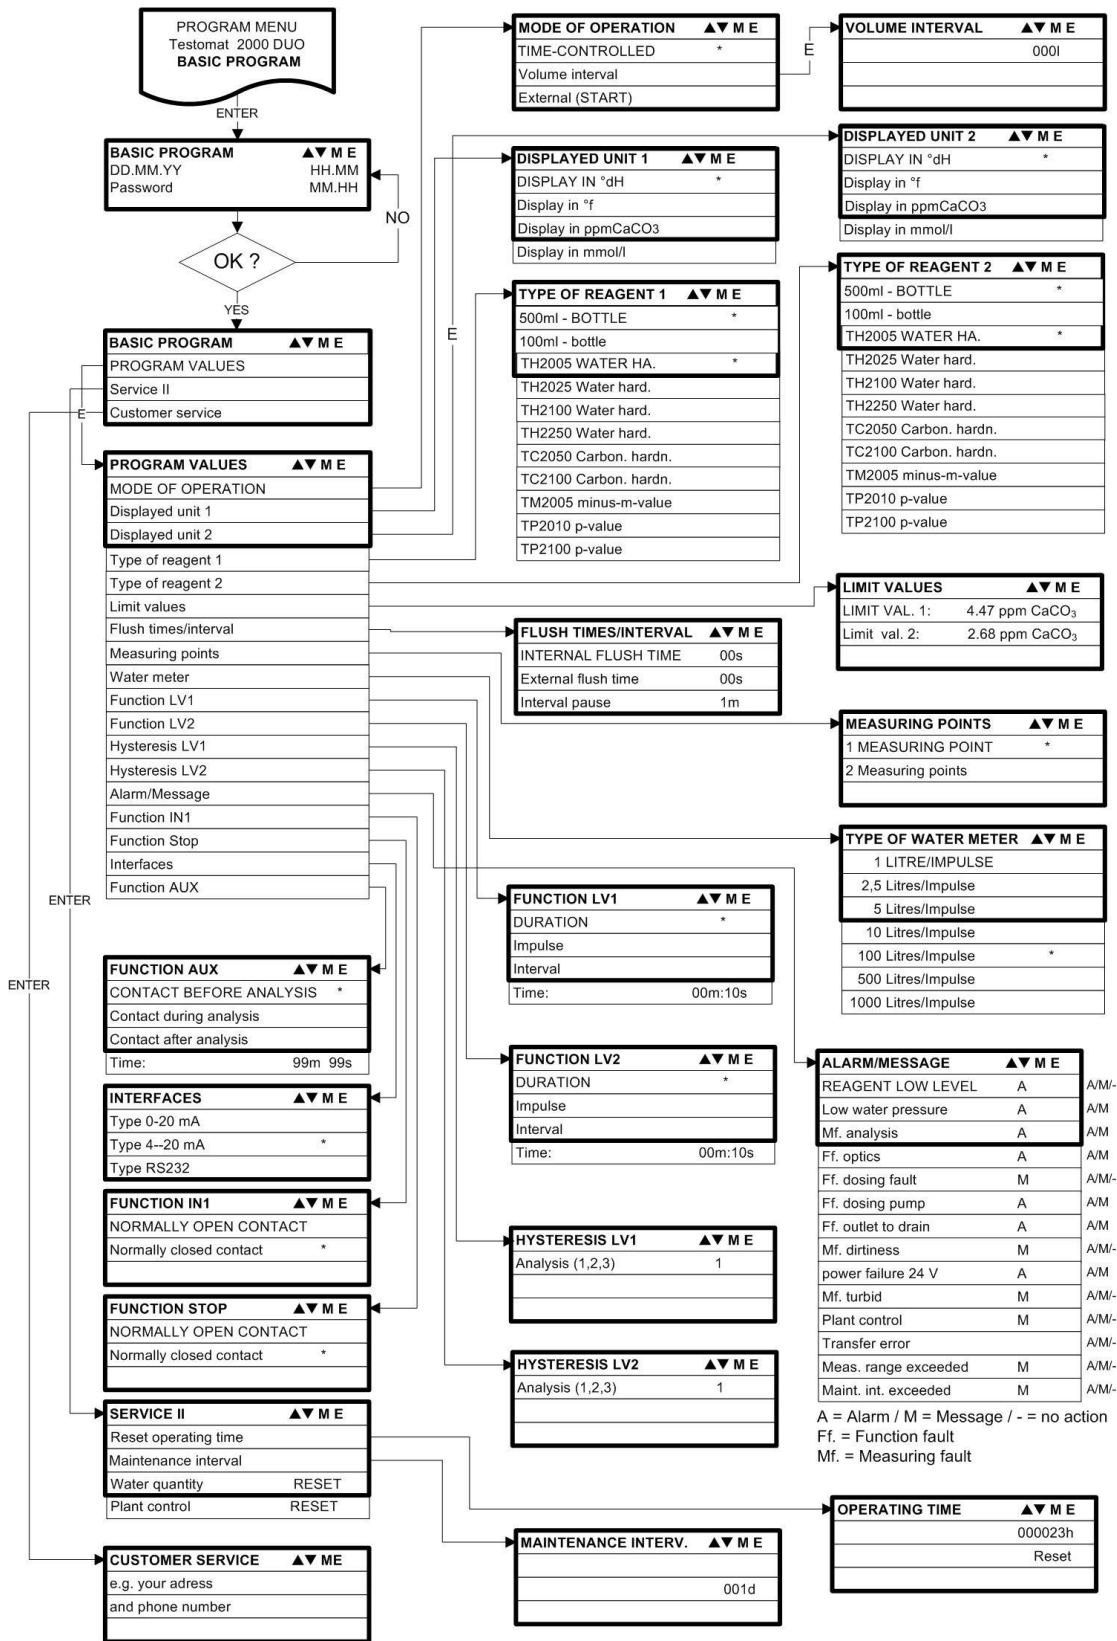 PROGRAM MENU
Testomat 2000 DUO
BASIC PROGRAM
ENTER
BASIC PROGRAM ▲▼ M E
DD.MM.YY HH.MM
Password MM.HH
NO
OK ?
YES
BASIC PROGRAM ▲▼ M E
PROGRAM VALUES
Service II
Customer service
E
PROGRAM VALUES ▲▼ M E
MODE OF OPERATION
Displayed unit 1
Displayed unit 2
Type of reagent 1
Type of reagent 2
Limit values
Flush times/interval
Measuring points
Water meter
Function LV1
Function LV2
Hysteresis LV1
Hysteresis LV2
Alarm/Message
Function IN1
Function Stop
Interfaces
Function AUX
ENTER
ENTER
FUNCTION AUX ▲▼ M E
CONTACT BEFORE ANALYSIS *
Contact during analysis
Contact after analysis
Time: 99m 99s
INTERFACES ▲▼ M E
Type 0-20 mA
Type 4--20 mA *
Type RS232
FUNCTION IN1 ▲▼ M E
NORMALLY OPEN CONTACT
Normally closed contact *
FUNCTION STOP ▲▼ M E
NORMALLY OPEN CONTACT
Normally closed contact *
SERVICE II ▲▼ M E
Reset operating time
Maintenance interval
Water quantity RESET
Plant control RESET
CUSTOMER SERVICE ▲▼ ME
e.g. your adress
and phone number
MODE OF OPERATION ▲▼ M E
TIME-CONTROLLED *
Volume interval
External (START)
E
VOLUME INTERVAL ▲▼ M E
000l
DISPLAYED UNIT 1 ▲▼ M E
DISPLAY IN °dH *
Display in °f
Display in ppmCaCO3
Display in mmol/l
DISPLAYED UNIT 2 ▲▼ M E
DISPLAY IN °dH *
Display in °f
Display in ppmCaCO3
Display in mmol/l
E
TYPE OF REAGENT 1 ▲▼ M E
500ml - BOTTLE *
100ml - bottle
TH2005 WATER HA. *
TH2025 Water hard.
TH2100 Water hard.
TH2250 Water hard.
TC2050 Carbon. hardn.
TC2100 Carbon. hardn.
TM2005 minus-m-value
TP2010 p-value
TP2100 p-value
TYPE OF REAGENT 2 ▲▼ M E
500ml - BOTTLE *
100ml - bottle
TH2005 WATER HA. *
TH2025 Water hard.
TH2100 Water hard.
TH2250 Water hard.
TC2050 Carbon. hardn.
TC2100 Carbon. hardn.
TM2005 minus-m-value
TP2010 p-value
TP2100 p-value
LIMIT VALUES ▲▼ M E
LIMIT VAL. 1: 4.47 ppm CaCO₃
Limit val. 2: 2.68 ppm CaCO₃
FLUSH TIMES/INTERVAL ▲▼ M E
INTERNAL FLUSH TIME 00s
External flush time 00s
Interval pause 1m
MEASURING POINTS ▲▼ M E
1 MEASURING POINT *
2 Measuring points
TYPE OF WATER METER ▲▼ M E
1 LITRE/IMPULSE
2,5 Litres/Impulse
5 Litres/Impulse
10 Litres/Impulse
100 Litres/Impulse *
500 Litres/Impulse
1000 Litres/Impulse
FUNCTION LV1 ▲▼ M E
DURATION *
Impulse
Interval
Time: 00m:10s
FUNCTION LV2 ▲▼ M E
DURATION *
Impulse
Interval
Time: 00m:10s
ALARM/MESSAGE ▲▼ M E
REAGENT LOW LEVEL A A/M/-
Low water pressure A A/M
Mf. analysis A A/M
Ff. optics A A/M
Ff. dosing fault M A/M/-
Ff. dosing pump A A/M
Ff. outlet to drain A A/M
Mf. dirtiness M A/M/-
power failure 24 V A A/M
Mf. turbid M A/M/-
Plant control M A/M/-
Transfer error A/M/-
Meas. range exceeded M A/M/-
Maint. int. exceeded M A/M/-
A = Alarm / M = Message / - = no action
Ff. = Function fault
Mf. = Measuring fault
HYSTERESIS LV1 ▲▼ M E
Analysis (1,2,3) 1
HYSTERESIS LV2 ▲▼ M E
Analysis (1,2,3) 1
OPERATING TIME ▲▼ M E
000023h
Reset
MAINTENANCE INTERV. ▲▼ M E
001d